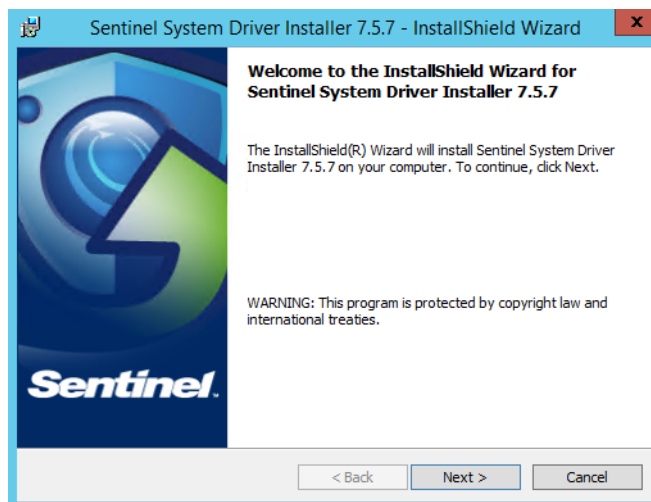 Sentinel System Driver Installer 7.5.7 - InstallShield Wizard
x
Welcome to the InstallShield Wizard for
Sentinel System Driver Installer 7.5.7
The InstallShield(R) Wizard will install Sentinel System Driver
Installer 7.5.7 on your computer. To continue, click Next.
WARNING: This program is protected by copyright law and
international treaties.
Sentinel.
< Back
Next >
Cancel